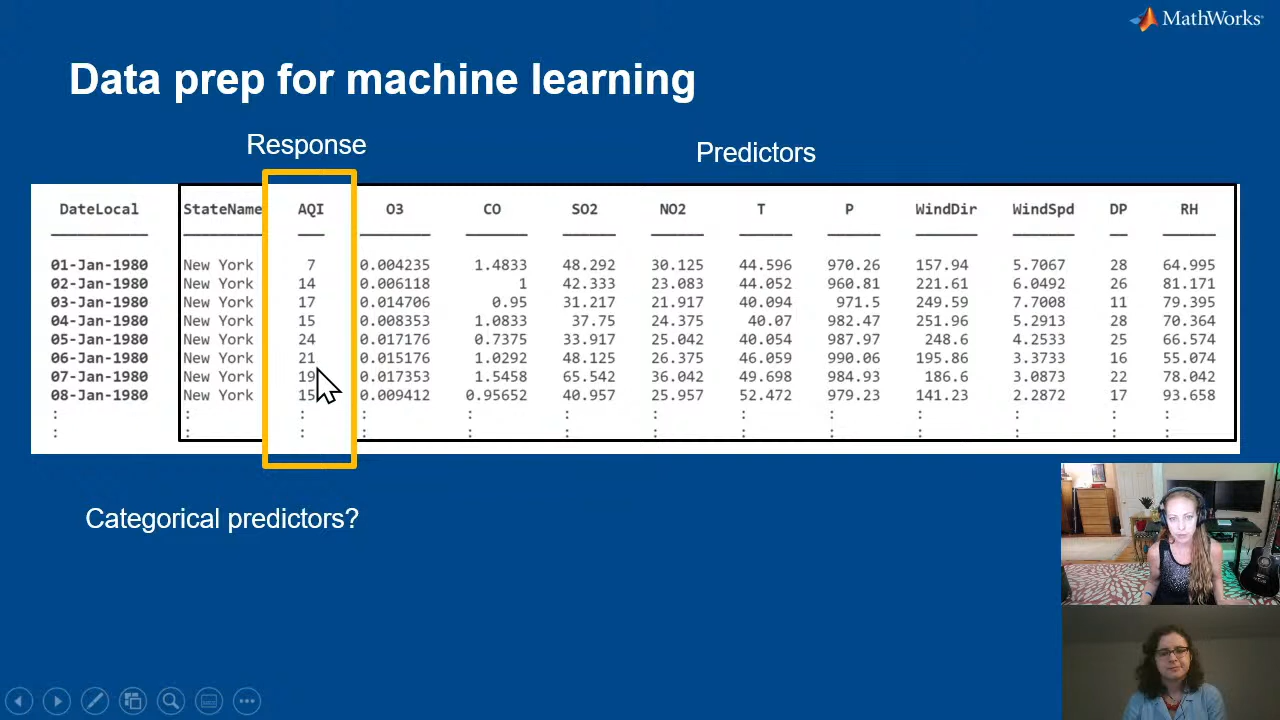 MathWorks®
Data prep for machine learning
Response
Predictors
DateLocal StateName AQI O3 CO SO2 NO2 T P WindDir WindSpd DP RH
01-Jan-1980 New York 7 0.004235 1.4833 48.292 30.125 44.596 970.26 157.94 5.7067 28 64.995
02-Jan-1980 New York 14 0.006118 1 42.333 23.083 44.052 960.81 221.61 6.0492 26 81.171
03-Jan-1980 New York 17 0.014706 0.95 31.217 21.917 40.094 971.5 249.59 7.7008 11 79.395
04-Jan-1980 New York 15 0.008353 1.0833 37.75 24.375 40.07 982.47 251.96 5.2913 28 70.364
05-Jan-1980 New York 24 0.017176 0.7375 33.917 25.042 40.054 987.97 248.6 4.2533 25 66.574
06-Jan-1980 New York 21 0.015176 1.0292 48.125 26.375 46.059 990.06 195.86 3.3733 16 55.074
07-Jan-1980 New York 19 0.017353 1.5458 65.542 36.042 49.698 984.93 186.6 3.0873 22 78.042
08-Jan-1980 New York 15 0.009412 0.95652 40.957 25.957 52.472 979.23 141.23 2.2872 17 93.658
: : : : : : : : : : : : :
: : : : : : : : : : : : :
Categorical predictors?